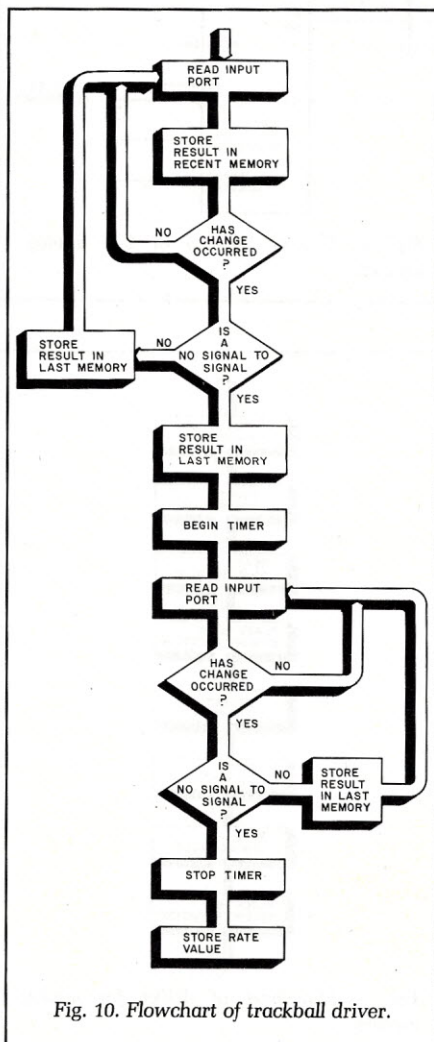 READ INPUT
PORT
STORE
RESULT IN
RECENT MEMORY
HAS
CHANGE
OCCURRED
?
NO
YES
IS
A
NO SIGNAL TO
SIGNAL
?
NO
YES
STORE
RESULT IN
LAST MEMORY
STORE
RESULT IN
LAST MEMORY
BEGIN TIMER
READ INPUT
PORT
HAS
CHANGE
OCCURRED
?
NO
YES
IS
A
NO SIGNAL TO
SIGNAL
?
NO
YES
STORE
RESULT
IN LAST
MEMORY
STOP TIMER
STORE RATE
VALUE
Fig. 10. Flowchart of trackball driver.